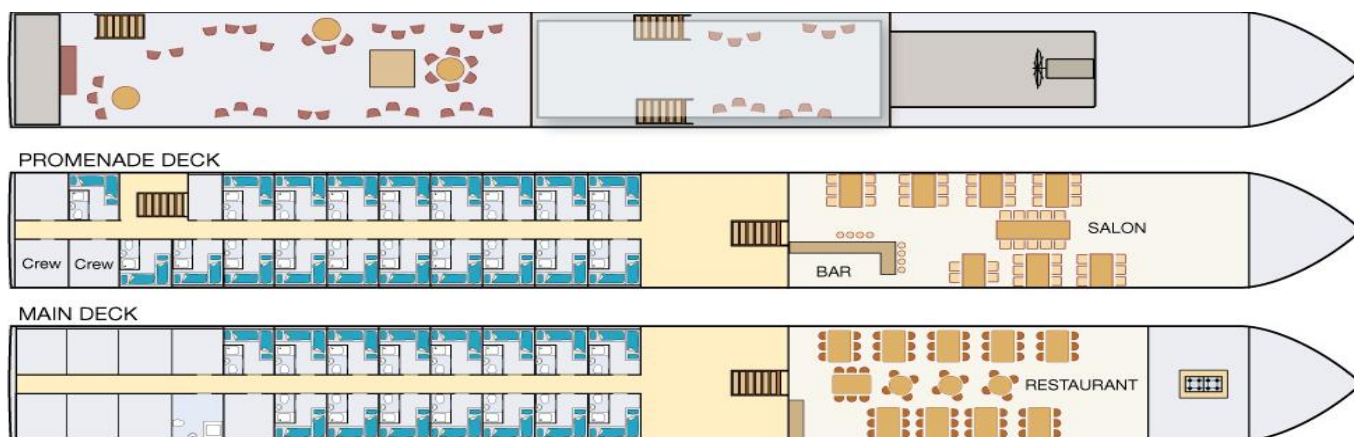 PROMENADE DECK
SALON
Crew Crew
BAR
MAIN DECK
RESTAURANT